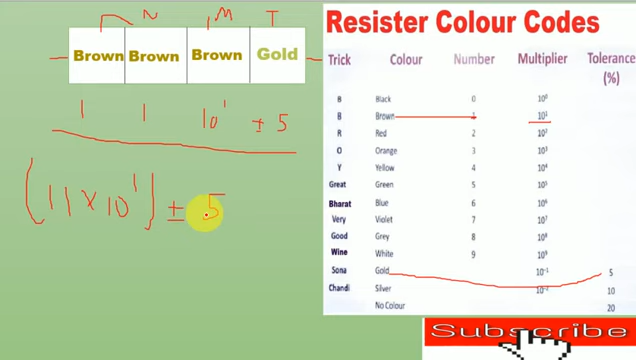 N M T
Brown Brown Brown Gold
1 1 10¹ ± 5
(11 × 10¹) ± 5
Resister Colour Codes
Trick Colour Number Multiplier Tolerance (%)
B Black 0 10⁰
B Brown 1 10¹
R Red 2 10²
O Orange 3 10³
Y Yellow 4 10⁴
Great Green 5 10⁵
Bharat Blue 6 10⁶
Very Violet 7 10⁷
Good Grey 8 10⁸
Wine White 9 10⁹
Sona Gold 10⁻¹ 5
Chandi Silver 10⁻² 10
No Colour 20
Subscribe